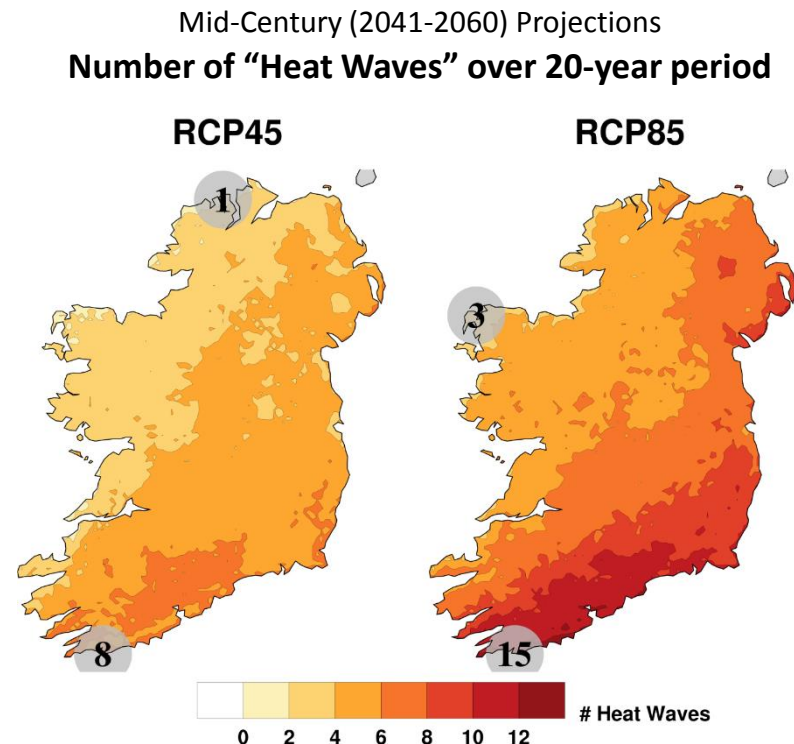 Mid-Century (2041-2060) Projections
Number of “Heat Waves” over 20-year period
RCP45 RCP85
1
3
8 15
# Heat Waves
0 2 4 6 8 10 12